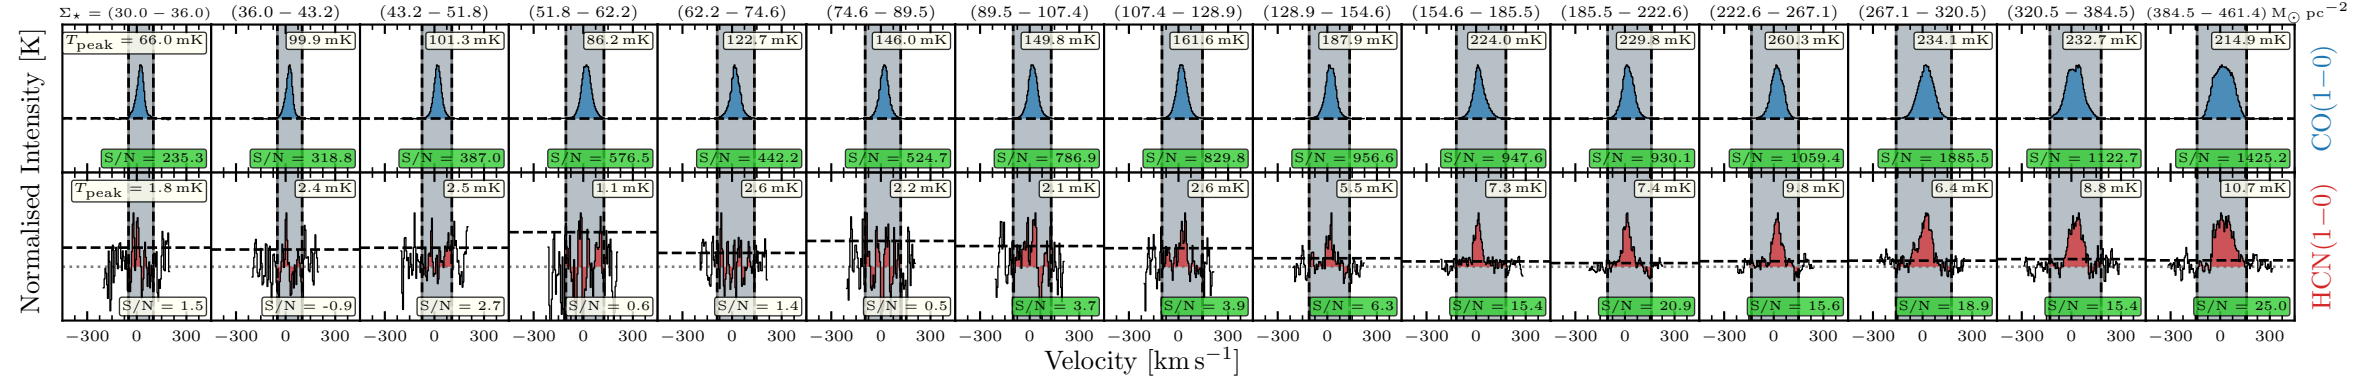 Σ⋆ = (30.0 − 36.0) (36.0 − 43.2) (43.2 − 51.8) (51.8 − 62.2) (62.2 − 74.6) (74.6 − 89.5) (89.5 − 107.4) (107.4 − 128.9) (128.9 − 154.6) (154.6 − 185.5) (185.5 − 222.6) (222.6 − 267.1) (267.1 − 320.5) (320.5 − 384.5) (384.5 − 461.4) M⊙ pc−2
Tpeak = 66.0 mK 99.9 mK 101.3 mK 86.2 mK 122.7 mK 146.0 mK 149.8 mK 161.6 mK 187.9 mK 224.0 mK 229.8 mK 260.3 mK 234.1 mK 232.7 mK 214.9 mK
S/N = 235.3 S/N = 318.8 S/N = 387.0 S/N = 576.5 S/N = 442.2 S/N = 524.7 S/N = 786.9 S/N = 829.8 S/N = 956.6 S/N = 947.6 S/N = 930.1 S/N = 1059.4 S/N = 1885.5 S/N = 1122.7 S/N = 1425.2
CO(1−0)
Normalised Intensity [K]
Tpeak = 1.8 mK 2.4 mK 2.5 mK 1.1 mK 2.6 mK 2.2 mK 2.1 mK 2.6 mK 5.5 mK 7.3 mK 7.4 mK 9.8 mK 6.4 mK 8.8 mK 10.7 mK
S/N = 1.5 S/N = -0.9 S/N = 2.7 S/N = 0.6 S/N = 1.4 S/N = 0.5 S/N = 3.7 S/N = 3.9 S/N = 6.3 S/N = 15.4 S/N = 20.9 S/N = 15.6 S/N = 18.9 S/N = 15.4 S/N = 25.0
HCN(1−0)
−300 0 300 −300 0 300 −300 0 300 −300 0 300 −300 0 300 −300 0 300 −300 0 300 −300 0 300 −300 0 300 −300 0 300 −300 0 300 −300 0 300 −300 0 300 −300 0 300 −300 0 300
Velocity [km s−1]